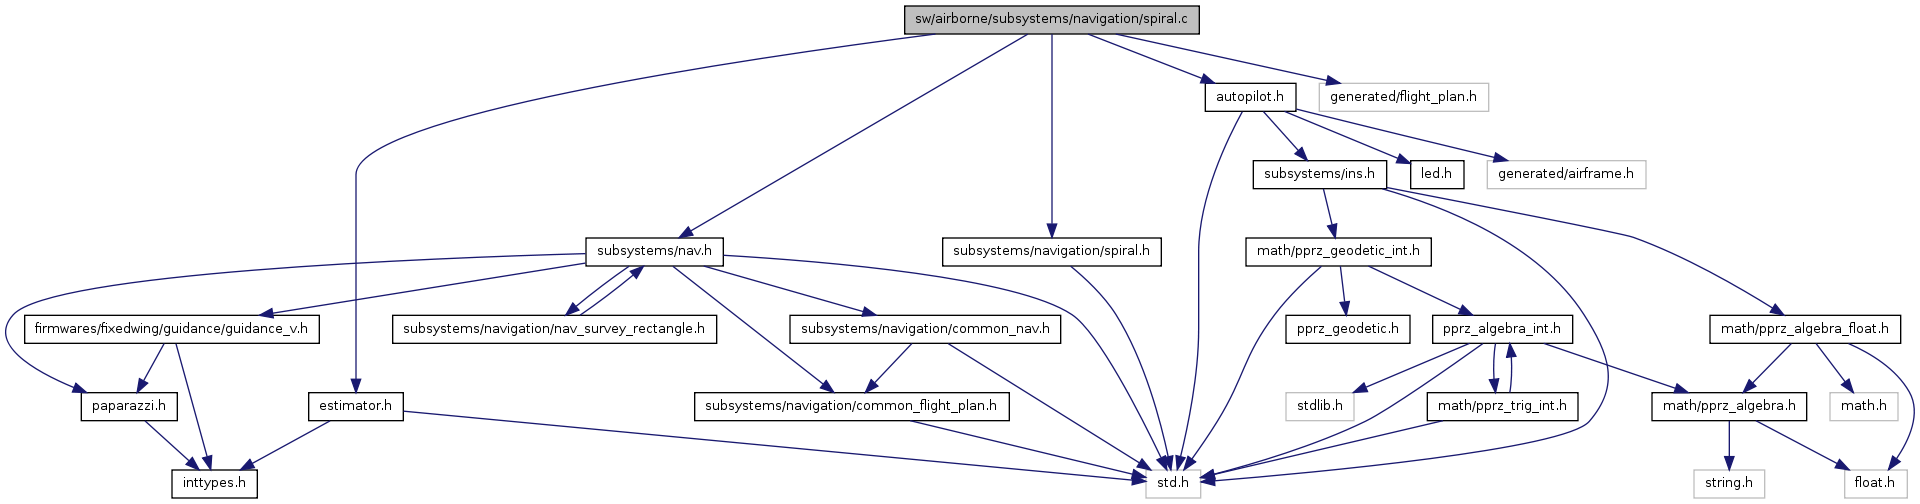 sw/airborne/subsystems/navigation/spiral.c
autopilot.h
generated/flight_plan.h
subsystems/ins.h
led.h
generated/airframe.h
subsystems/nav.h
subsystems/navigation/spiral.h
math/pprz_geodetic_int.h
firmwares/fixedwing/guidance/guidance_v.h
subsystems/navigation/nav_survey_rectangle.h
subsystems/navigation/common_nav.h
pprz_geodetic.h
pprz_algebra_int.h
math/pprz_algebra_float.h
paparazzi.h
estimator.h
subsystems/navigation/common_flight_plan.h
stdlib.h
math/pprz_trig_int.h
math/pprz_algebra.h
math.h
inttypes.h
std.h
string.h
float.h